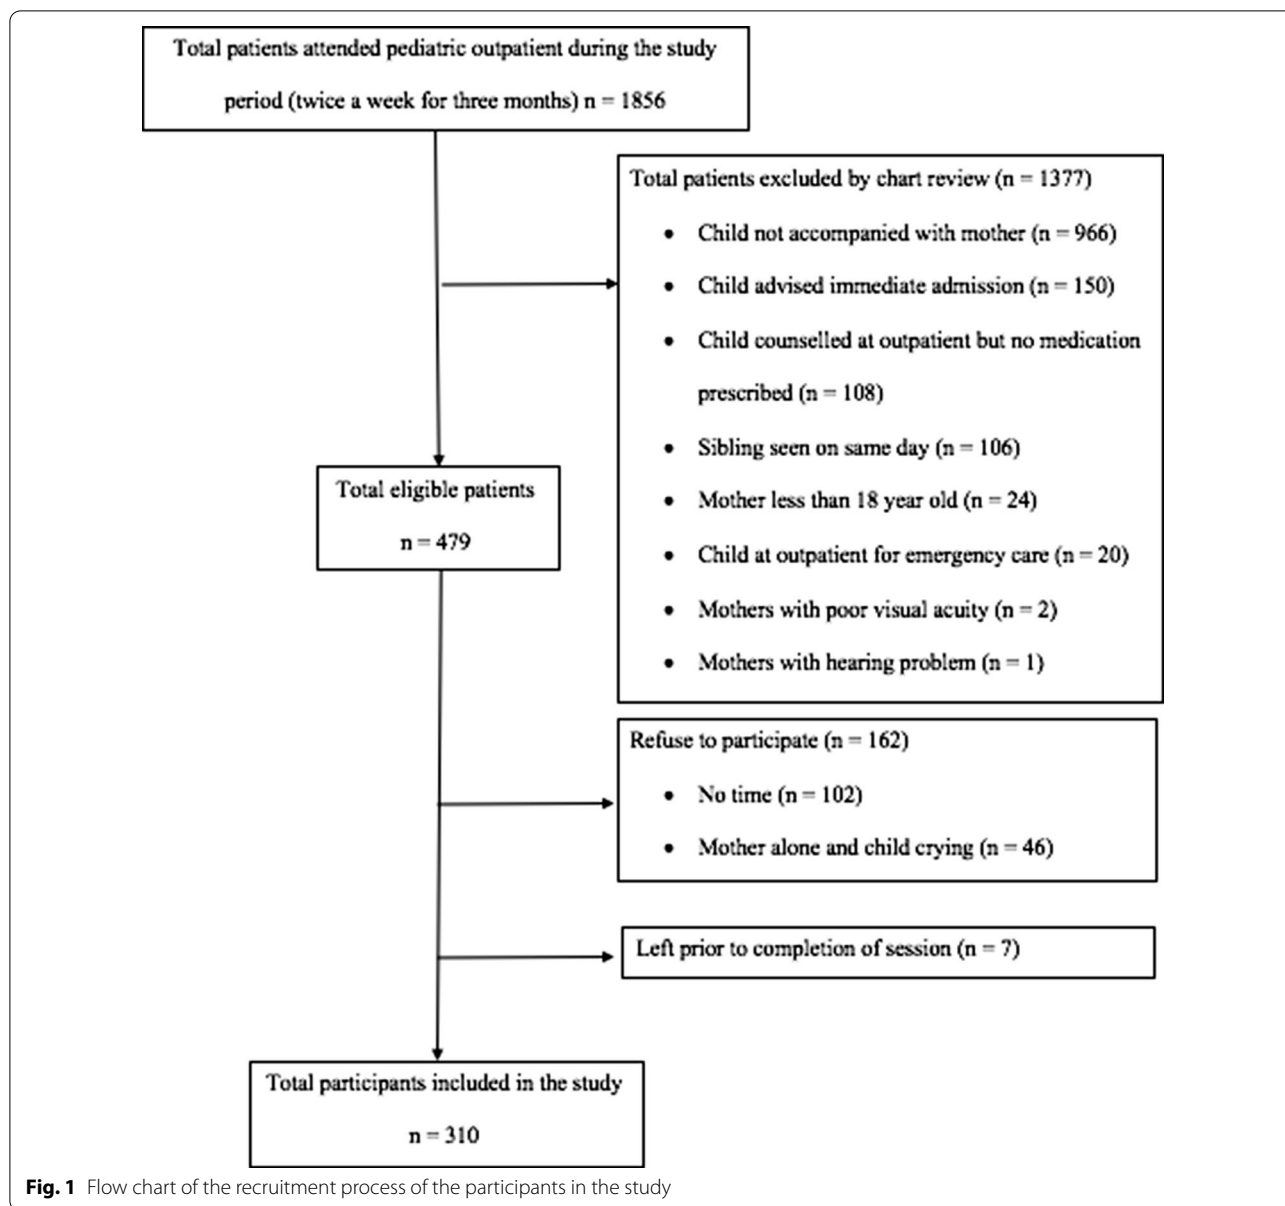 Total patients attended pediatric outpatient during the study
period (twice a week for three months) n = 1856
Total patients excluded by chart review (n = 1377)
• Child not accompanied with mother (n = 966)
• Child advised immediate admission (n = 150)
• Child counselled at outpatient but no medication
prescribed (n = 108)
• Sibling seen on same day (n = 106)
• Mother less than 18 year old (n = 24)
• Child at outpatient for emergency care (n = 20)
• Mothers with poor visual acuity (n = 2)
• Mothers with hearing problem (n = 1)
Total eligible patients
n = 479
Refuse to participate (n = 162)
• No time (n = 102)
• Mother alone and child crying (n = 46)
Left prior to completion of session (n = 7)
Total participants included in the study
n = 310
Fig. 1 Flow chart of the recruitment process of the participants in the study